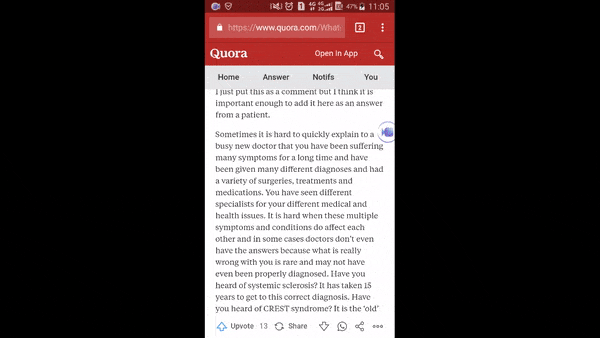 4G 2G 47% 11:05
https://www.quora.com/What
2
Quora Open in App
Home Answer Notifs You
I just put this as a comment but I think it is
important enough to add it here as an answer
from a patient.
Sometimes it is hard to quickly explain to a
busy new doctor that you have been suffering
many symptoms for a long time and have
been given many different diagnoses and had
a variety of surgeries, treatments and
medications. You have seen different
specialists for your different medical and
health issues. It is hard when these multiple
symptoms and conditions do affect each
other and in some cases doctors don't even
have the answers because what is really
wrong with you is rare and may not have
even been properly diagnosed. Have you
heard of systemic sclerosis? It has taken 15
years to get to this correct diagnosis. Have
you heard of CREST syndrome? It is the 'old'
Upvote 13 Share